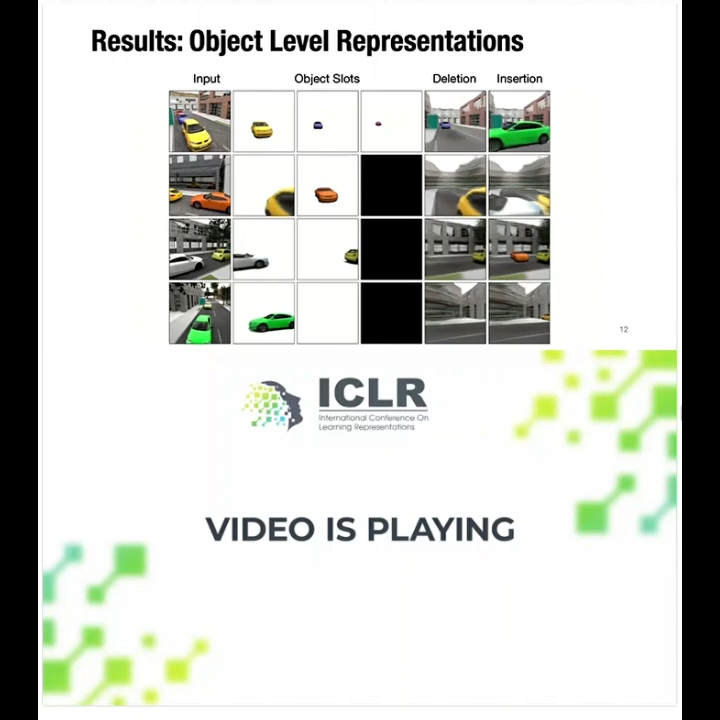 Results: Object Level Representations
Input Object Slots Deletion Insertion
12
ICLR
International Conference On
Learning Representations
VIDEO IS PLAYING